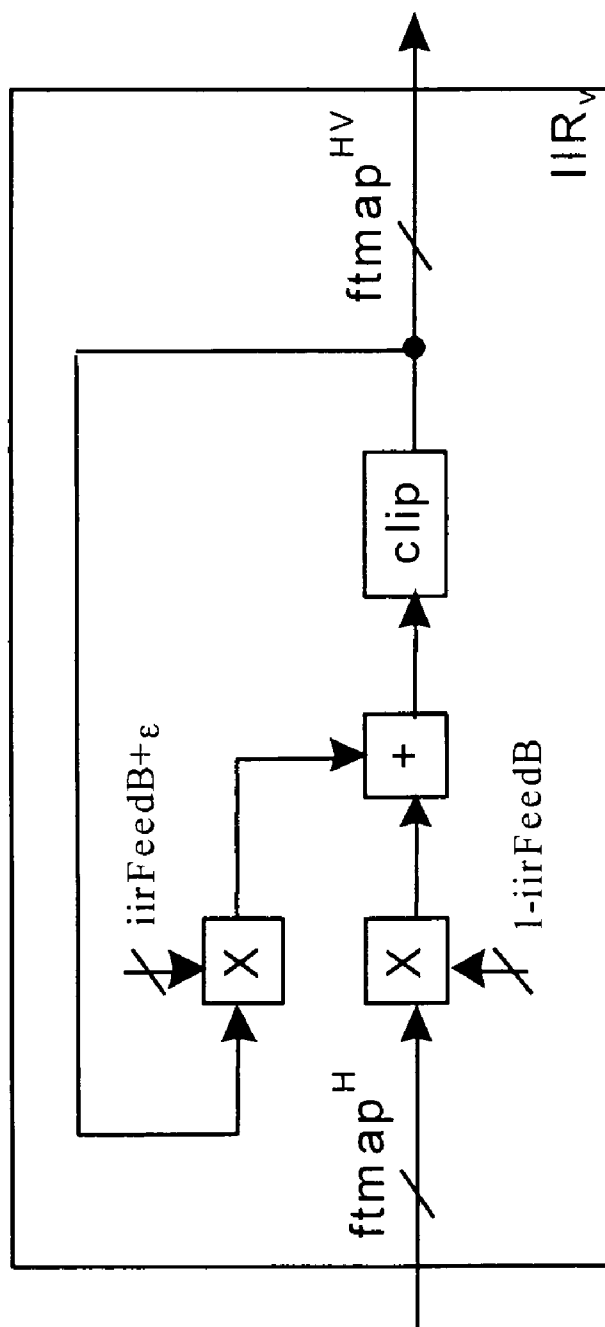 iirFeedB+ε
X
ftmap^H
X
1-iirFeedB
+
clip
ftmap^HV
IIR_v